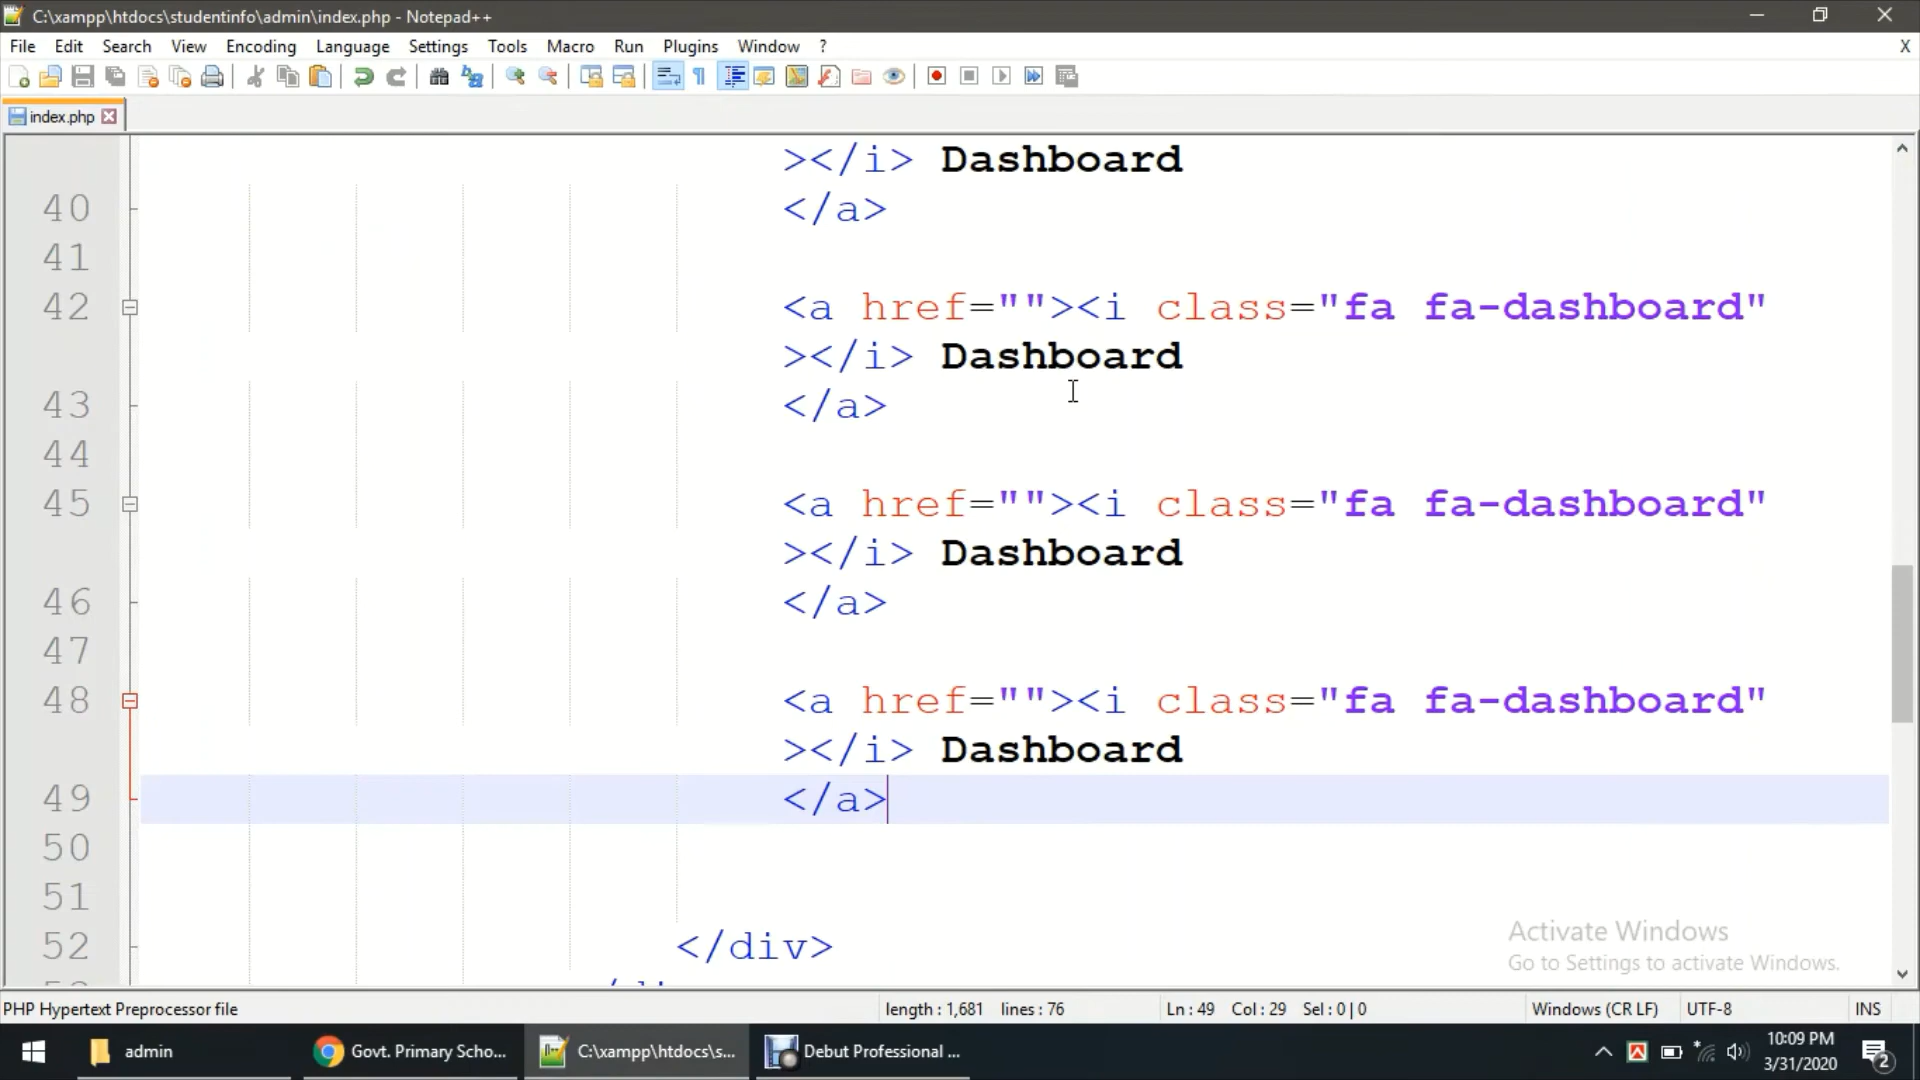 C:\xampp\htdocs\studentinfo\admin\index.php - Notepad++
File Edit Search View Encoding Language Settings Tools Macro Run Plugins Window ? X
index.php
></i> Dashboard
40 </a>
41
42 <a href=""><i class="fa fa-dashboard"
></i> Dashboard
43 </a>
44
45 <a href=""><i class="fa fa-dashboard"
></i> Dashboard
46 </a>
47
48 <a href=""><i class="fa fa-dashboard"
></i> Dashboard
49 </a>
50
51
52 </div>
Activate Windows
Go to Settings to activate Windows.
PHP Hypertext Preprocessor file length : 1,681 lines : 76 Ln : 49 Col : 29 Sel : 0 | 0 Windows (CR LF) UTF-8 INS
admin Govt. Primary Scho... C:\xampp\htdocs\s... Debut Professional ... 10:09 PM
3/31/2020 2